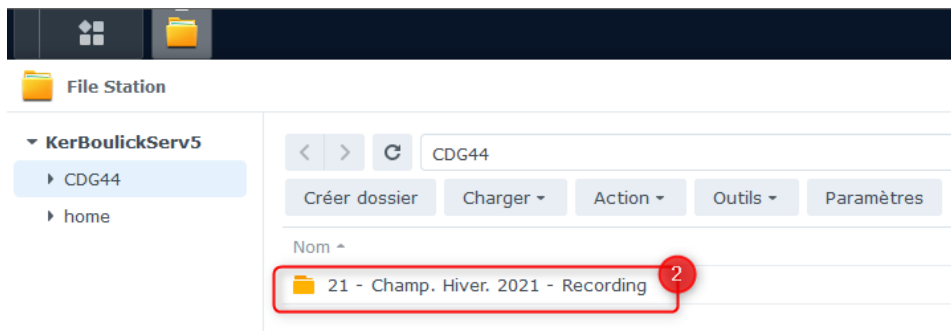 File Station
KerBoulickServ5
CDG44
home
CDG44
Créer dossier Charger Action Outils Paramètres
Nom
21 - Champ. Hiver. 2021 - Recording 2